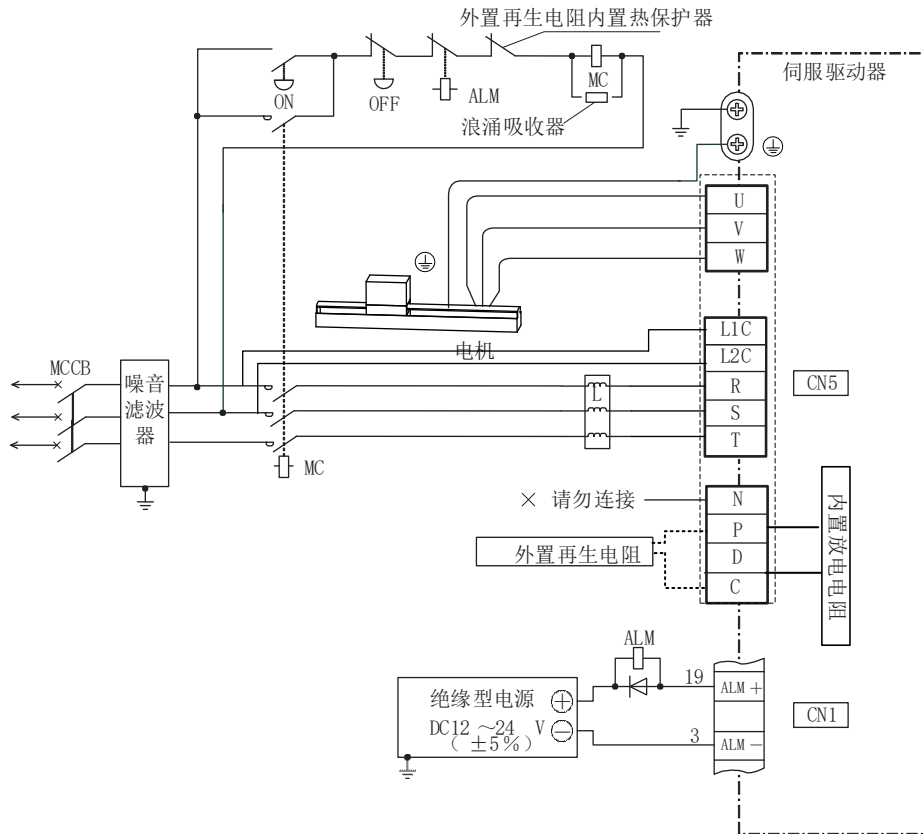 外置再生电阻内置热保护器
伺服驱动器
ON
OFF
ALM
MC
浪涌吸收器
U
V
W
电机
L1C
L2C
R
S
T
CN5
MCCB
噪音
滤波
器
L
MC
× 请勿连接
N
P
D
C
外置再生电阻
内置放电电阻
ALM
绝缘型电源
DC12 ～24 V
（ ±5％）
19
ALM＋
3
ALM－
CN1